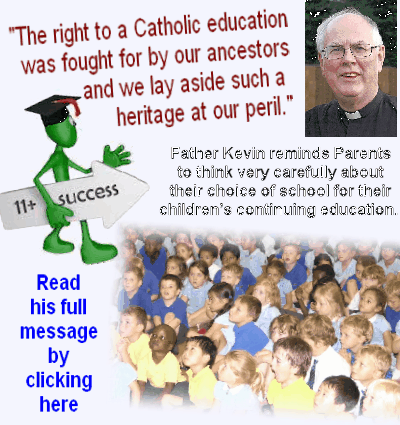 "The right to a Catholic education
was fought for by our ancestors
and we lay aside such a
heritage at our peril."
Father Kevin reminds Parents
to think very carefully about
their choice of school for their
children's continuing education.
11+ success
Read
his full
message
by
clicking
here